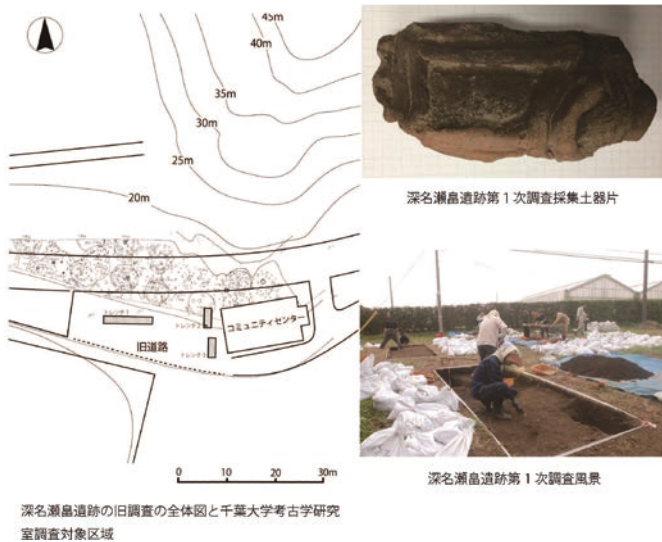 45m
40m
35m
30m
25m
20m
トレンチ1
トレンチ2
トレンチ3
コミュニティセンター
旧道路
0 10 20 30m
深名瀬畠遺跡の旧調査の全体図と千葉大学考古学研究
室調査対象区域
深名瀬畠遺跡第1次調査採集土器片
深名瀬畠遺跡第1次調査風景